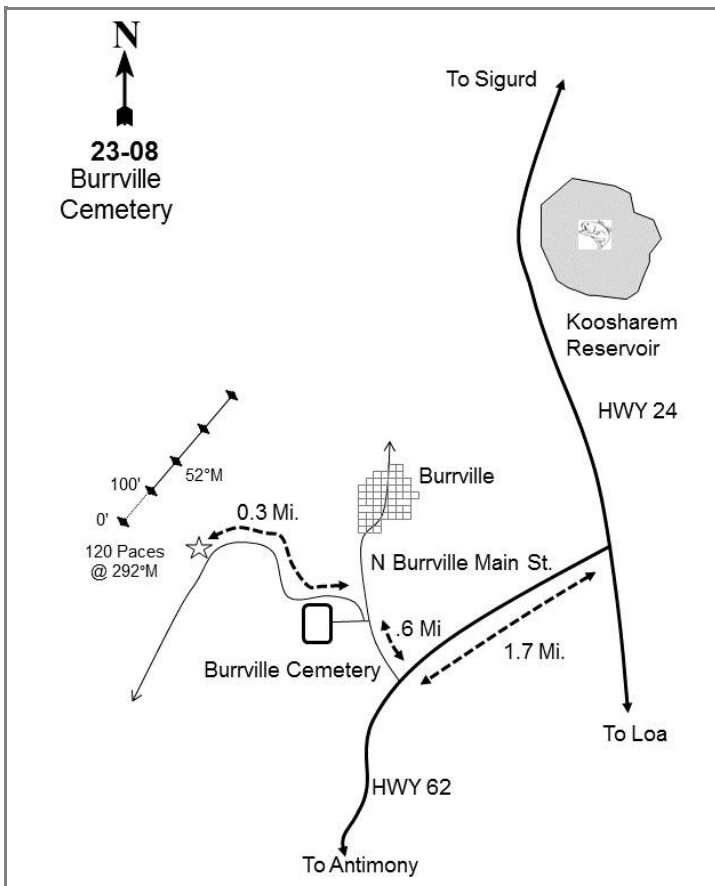 N
23-08
Burrville
Cemetery
To Sigurd
Koosharem
Reservoir
HWY 24
100'
52°M
0'
120 Paces
@ 292°M
0.3 Mi.
Burrville
N Burrville Main St.
.6 Mi
1.7 Mi.
Burrville Cemetery
To Loa
HWY 62
To Antimony